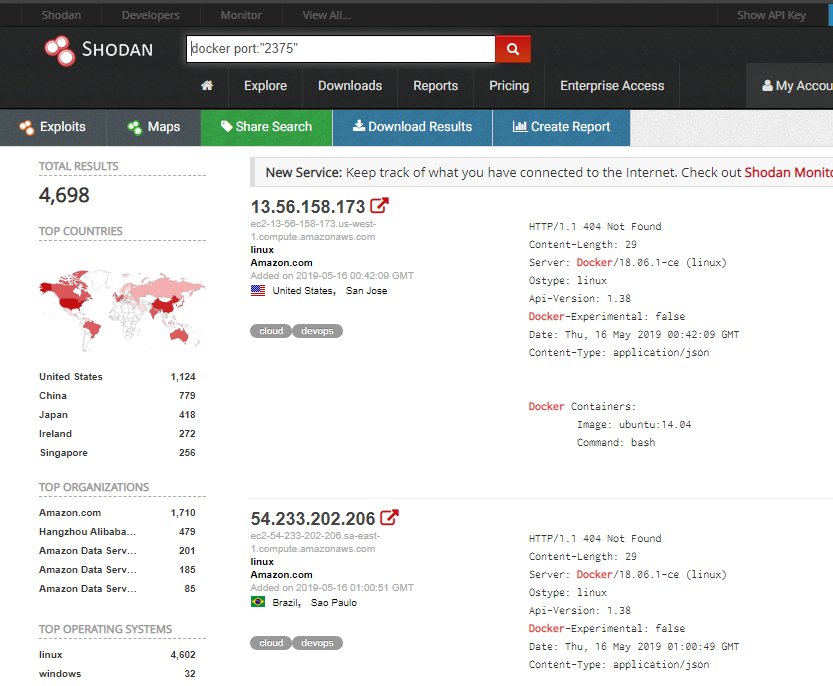 Shodan Developers Monitor View All... Show API Key
SHODAN docker port:"2375"
Explore Downloads Reports Pricing Enterprise Access My Accou
Exploits Maps Share Search Download Results Create Report
TOTAL RESULTS
4,698
TOP COUNTRIES
United States 1,124
China 779
Japan 418
Ireland 272
Singapore 256
TOP ORGANIZATIONS
Amazon.com 1,710
Hangzhou Alibaba... 479
Amazon Data Serv... 201
Amazon Data Serv... 185
Amazon Data Serv... 85
TOP OPERATING SYSTEMS
linux 4,602
windows 32
New Service: Keep track of what you have connected to the Internet. Check out Shodan Monito
13.56.158.173
ec2-13-56-158-173.us-west-
1.compute.amazonaws.com
linux
Amazon.com
Added on 2019-05-16 00:42:09 GMT
United States, San Jose
cloud devops
HTTP/1.1 404 Not Found
Content-Length: 29
Server: Docker/18.06.1-ce (linux)
Ostype: linux
Api-Version: 1.38
Docker-Experimental: false
Date: Thu, 16 May 2019 00:42:09 GMT
Content-Type: application/json
Docker Containers:
Image: ubuntu:14.04
Command: bash
54.233.202.206
ec2-54-233-202-206.sa-east-
1.compute.amazonaws.com
linux
Amazon.com
Added on 2019-05-16 01:00:51 GMT
Brazil, Sao Paulo
cloud devops
HTTP/1.1 404 Not Found
Content-Length: 29
Server: Docker/18.06.1-ce (linux)
Ostype: linux
Api-Version: 1.38
Docker-Experimental: false
Date: Thu, 16 May 2019 01:00:49 GMT
Content-Type: application/json